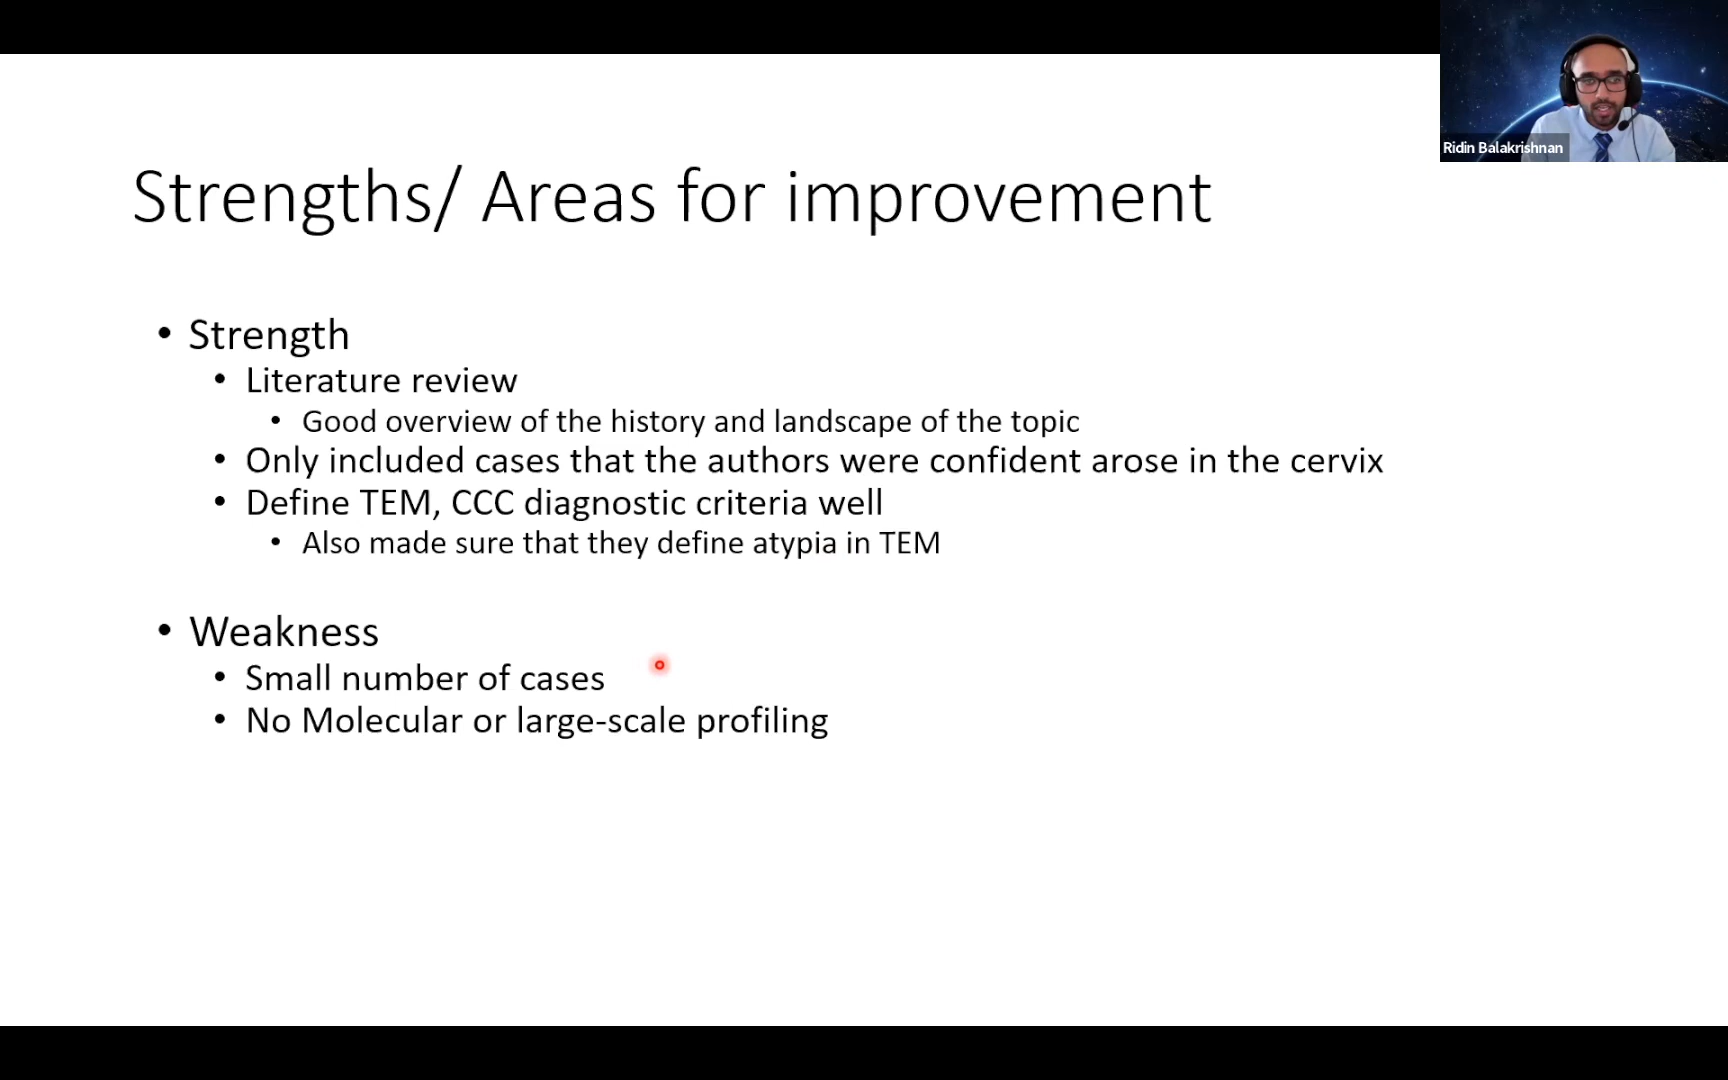 Ridin Balakrishnan
Strengths/ Areas for improvement
• Strength
• Literature review
• Good overview of the history and landscape of the topic
• Only included cases that the authors were confident arose in the cervix
• Define TEM, CCC diagnostic criteria well
• Also made sure that they define atypia in TEM
• Weakness
• Small number of cases
• No Molecular or large-scale profiling